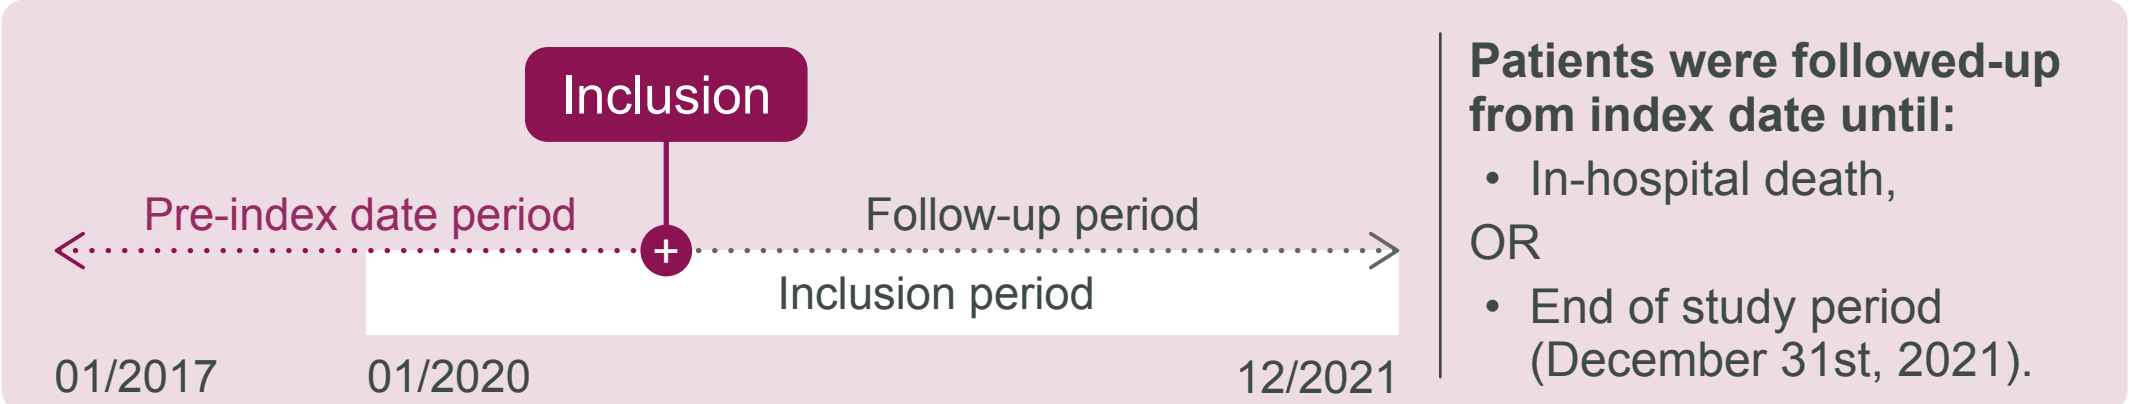 Inclusion
Pre-index date period
Follow-up period
+
Inclusion period
01/2017
01/2020
12/2021
Patients were followed-up
from index date until:
• In-hospital death,
OR
• End of study period
(December 31st, 2021).